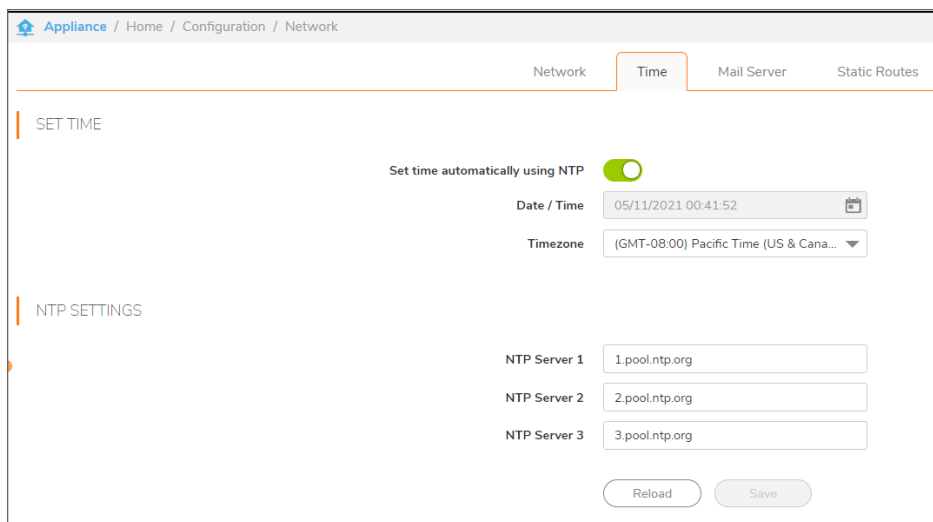 Appliance / Home / Configuration / Network
Network Time Mail Server Static Routes
SET TIME
Set time automatically using NTP
Date / Time 05/11/2021 00:41:52
Timezone (GMT-08:00) Pacific Time (US & Cana...
NTP SETTINGS
NTP Server 1 1.pool.ntp.org
NTP Server 2 2.pool.ntp.org
NTP Server 3 3.pool.ntp.org
Reload Save